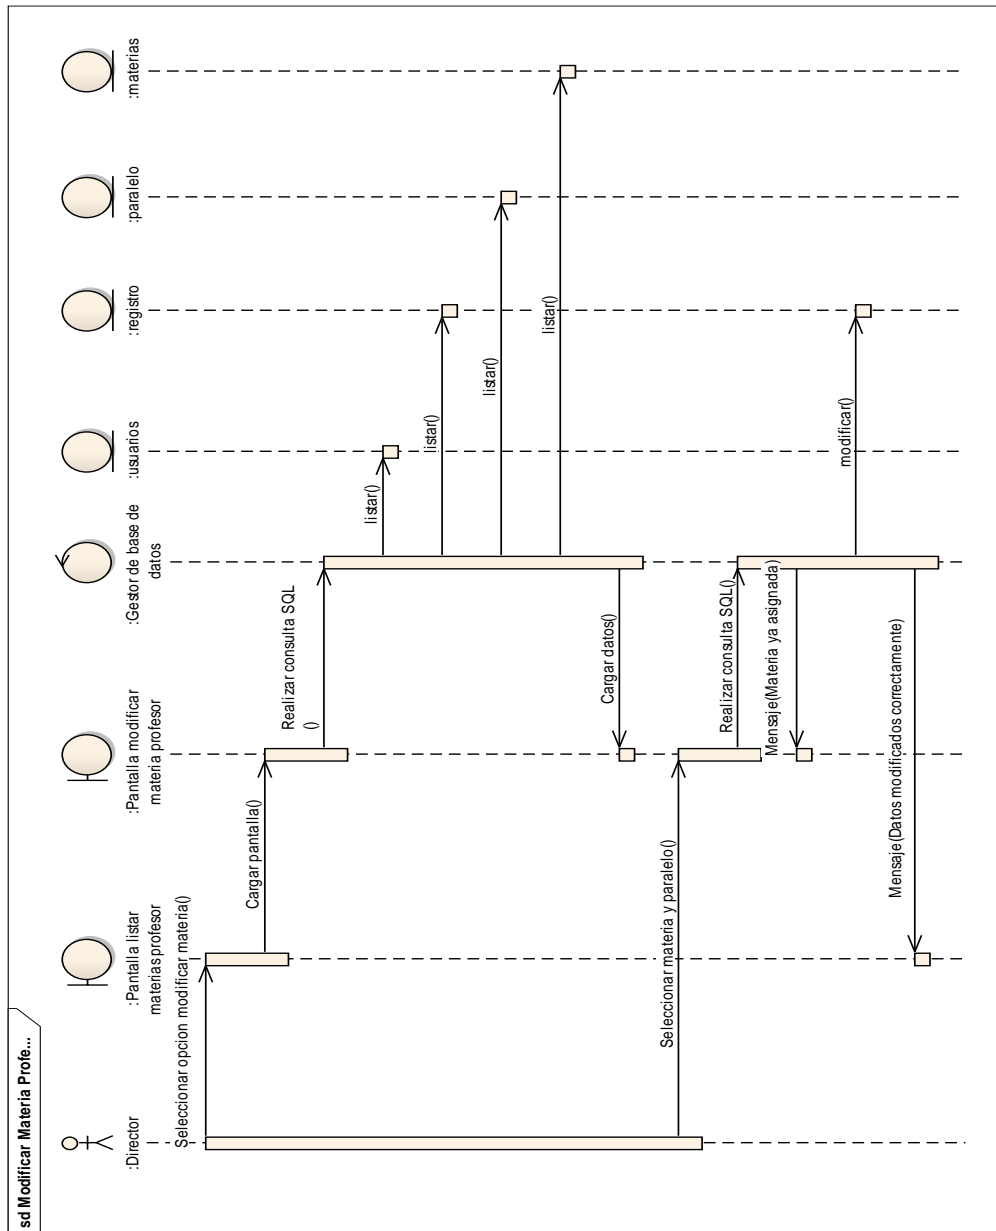 sd Modificar Materia Profe...
:Director
:Pantalla listar
materias profesor
:Pantalla modificar
materia profesor
:Gestor de base de
datos
:usuarios
:registro
:paralelo
:materias
Seleccionar opcion modificar materia()
Cargar pantalla()
Realizar consulta SQL
()
listar()
listar()
listar()
listar()
Cargar datos()
Seleccionar materia y paralelo()
Realizar consulta SQL()
Mensaje(Materia ya asignada)
modificar()
Mensaje(Datos modificados correctamente)